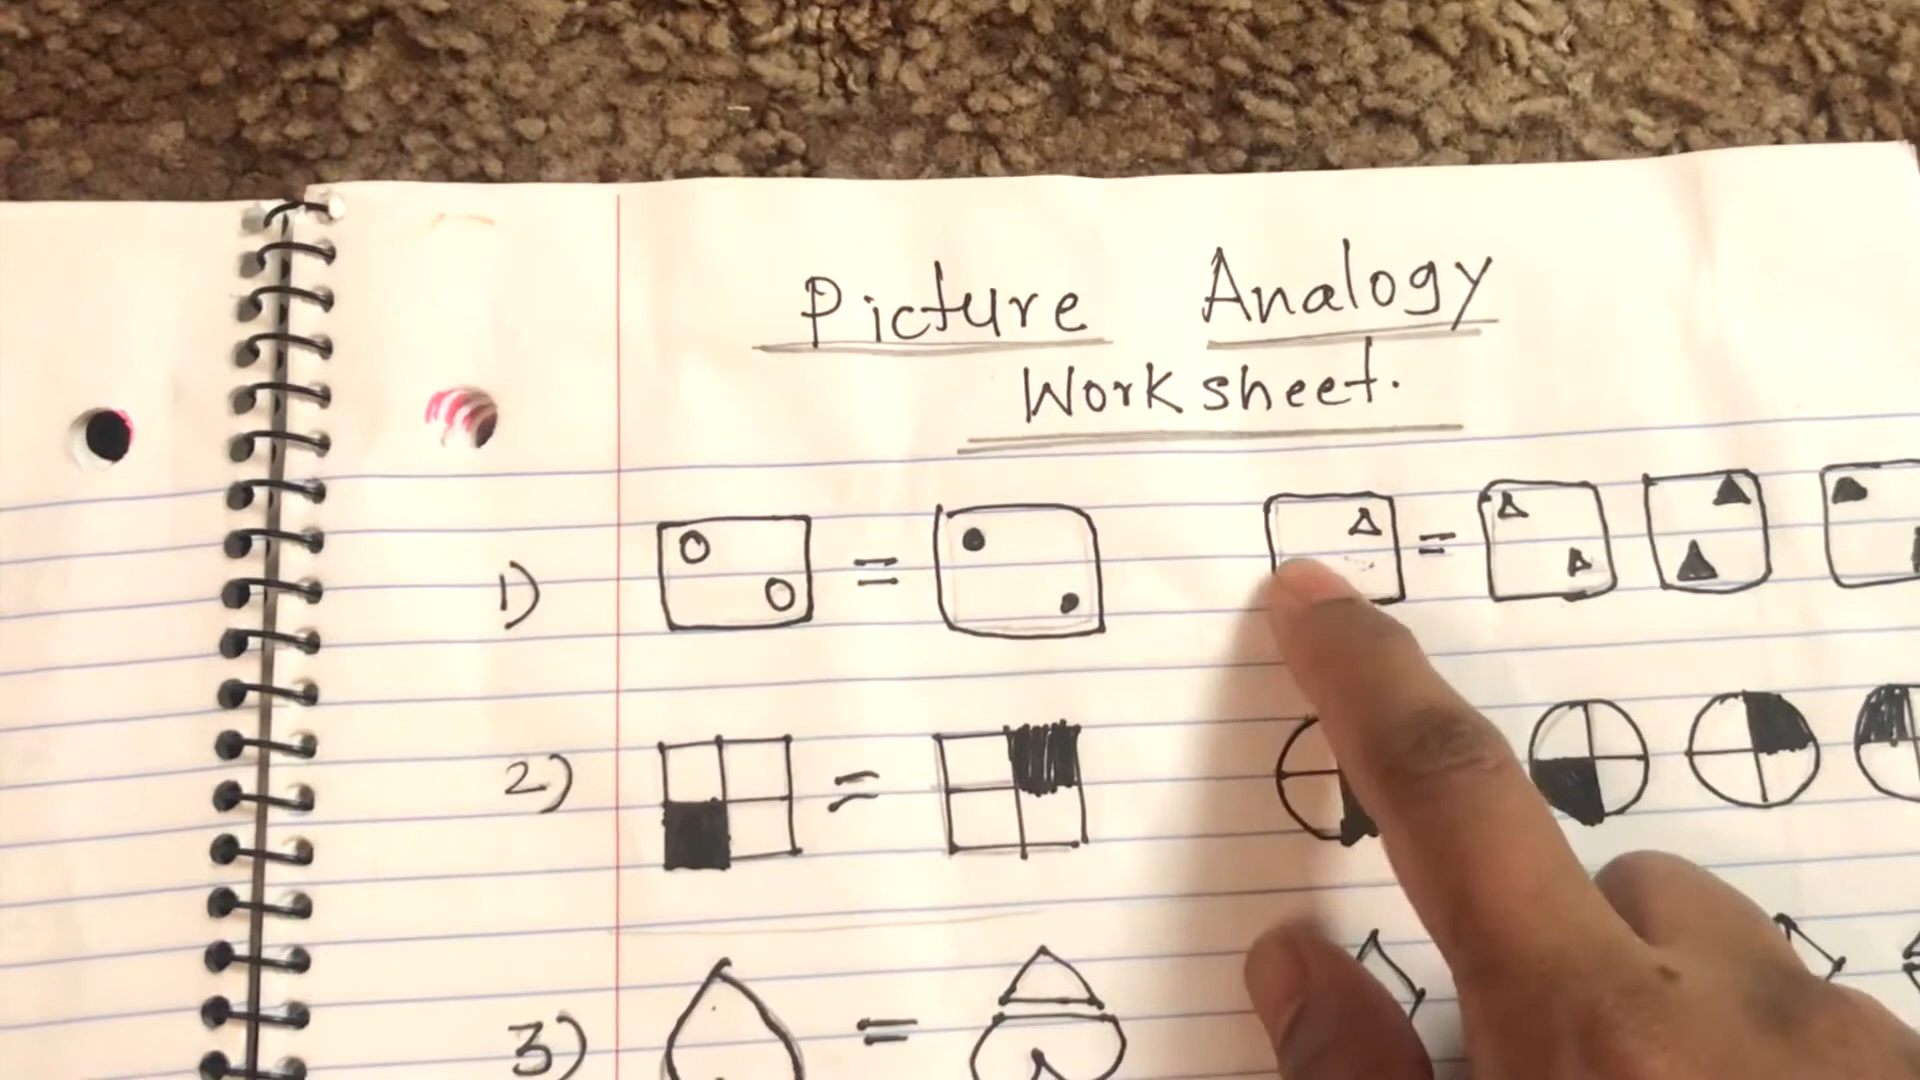 Picture Analogy
Worksheet.
1) = =
2) =
3) =